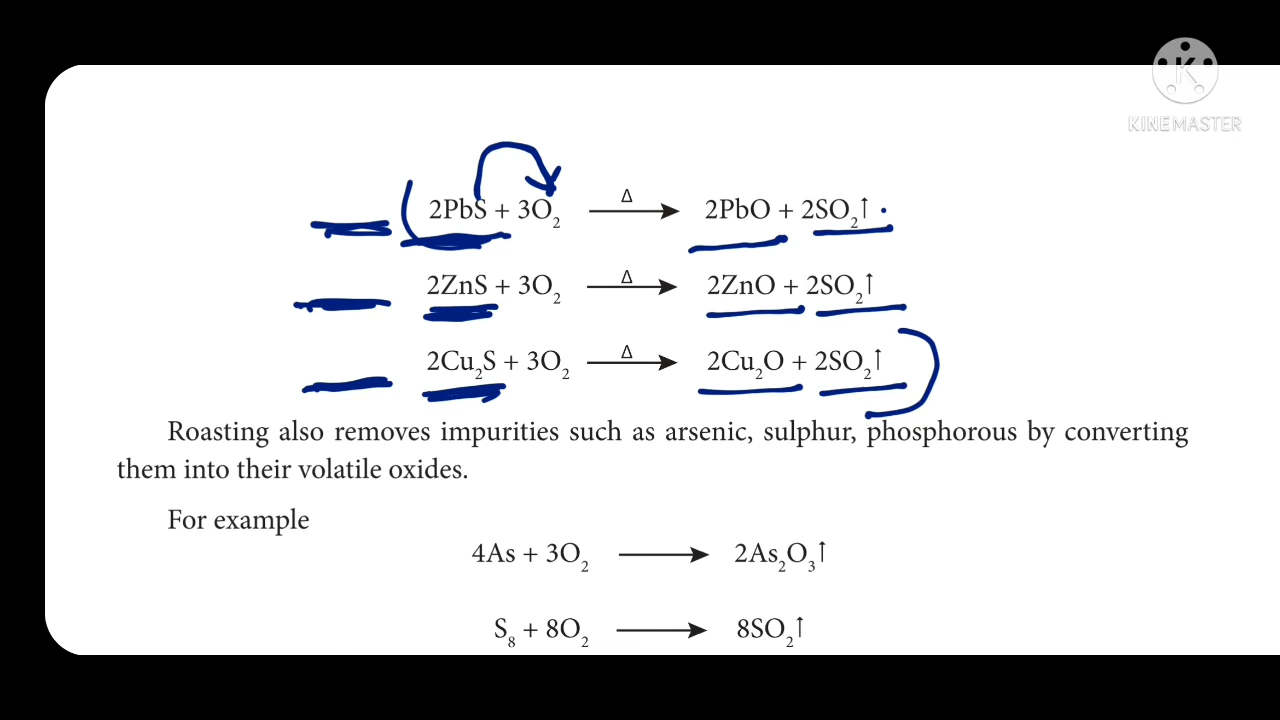 KINEMASTER
2PbS + 3O₂ —Δ→ 2PbO + 2SO₂↑
2ZnS + 3O₂ —Δ→ 2ZnO + 2SO₂↑
2Cu₂S + 3O₂ —Δ→ 2Cu₂O + 2SO₂↑
Roasting also removes impurities such as arsenic, sulphur, phosphorous by converting
them into their volatile oxides.
For example
4As + 3O₂ → 2As₂O₃↑
S₈ + 8O₂ → 8SO₂↑